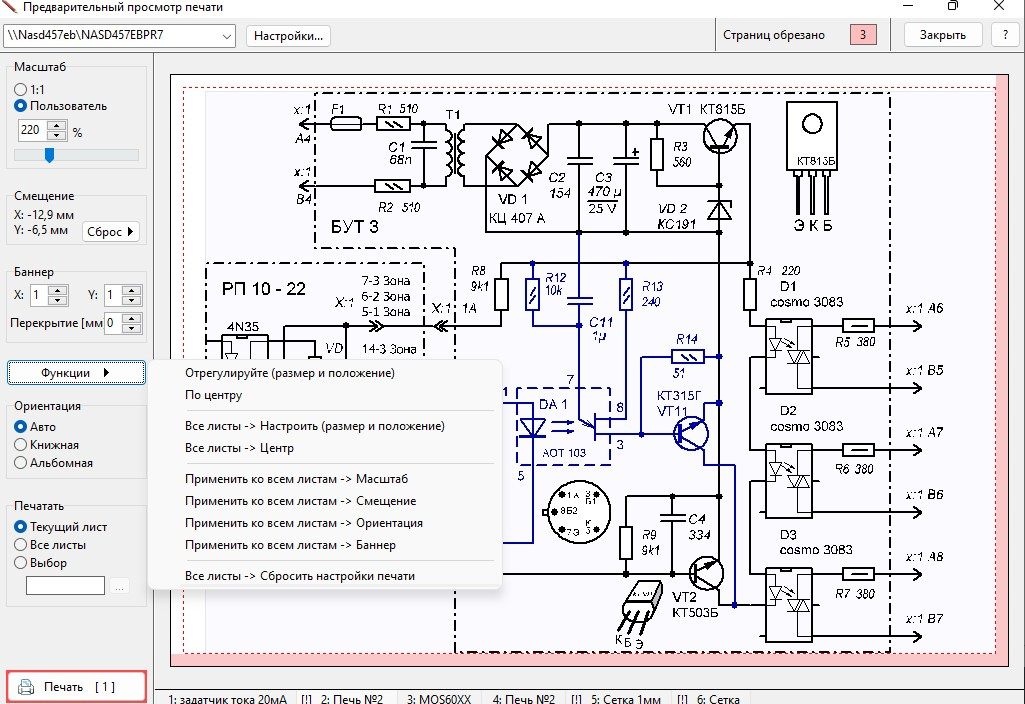 Предварительный просмотр печати
\\Nasd457eb\NASD457EBPR7
Настройки...
Страниц обрезано
3
Закрыть
?
Масштаб
1:1
Пользователь
220 %
Смещение
X: -12,9 мм
Y: -6,5 мм
Сброс
Баннер
X: 1 Y: 1
Перекрытие [мм 0
Функции
Ориентация
Авто
Книжная
Альбомная
Печатать
Текущий лист
Все листы
Выбор
...
Печать [ 1 ]
Отрегулируйте (размер и положение)
По центру
Все листы -> Настроить (размер и положение)
Все листы -> Центр
Применить ко всем листам -> Масштаб
Применить ко всем листам -> Смещение
Применить ко всем листам -> Ориентация
Применить ко всем листам -> Баннер
Все листы -> Сбросить настройки печати
x:1
A4
F1
R1 510
C1
68n
T1
x:1
B4
R2 510
БУТ 3
VD 1
КЦ 407 А
C2
154
C3
470 µ
25 V
+
R3
560
VT1 КТ815Б
VD 2
КС191
КТ815Б
Э К Б
РП 10 - 22
7-3 Зона
6-2 Зона
5-1 Зона
X:1
X:1 1A
14-3 Зона
4N35
VD
R8
9k1
R12
10k
C11
1µ
R13
240
R4 220
D1
cosmo 3083
x:1 A6
R5 380
x:1 B5
R14
51
7
1
DA 1
8
3
АОТ 103
5
КТ315Г
VT11
D2
cosmo 3083
x:1 A7
R6 380
x:1 B6
R9
9k1
C4
334
D3
cosmo 3083
x:1 A8
R7 380
x:1 B7
VT2
КТ503Б
К Б Э
1: задатчик тока 20мА [!] 2: Печь №2 3: MOS60XX 4: Печь №2 [!] 5: Сетка 1мм [!] 6: Сетка